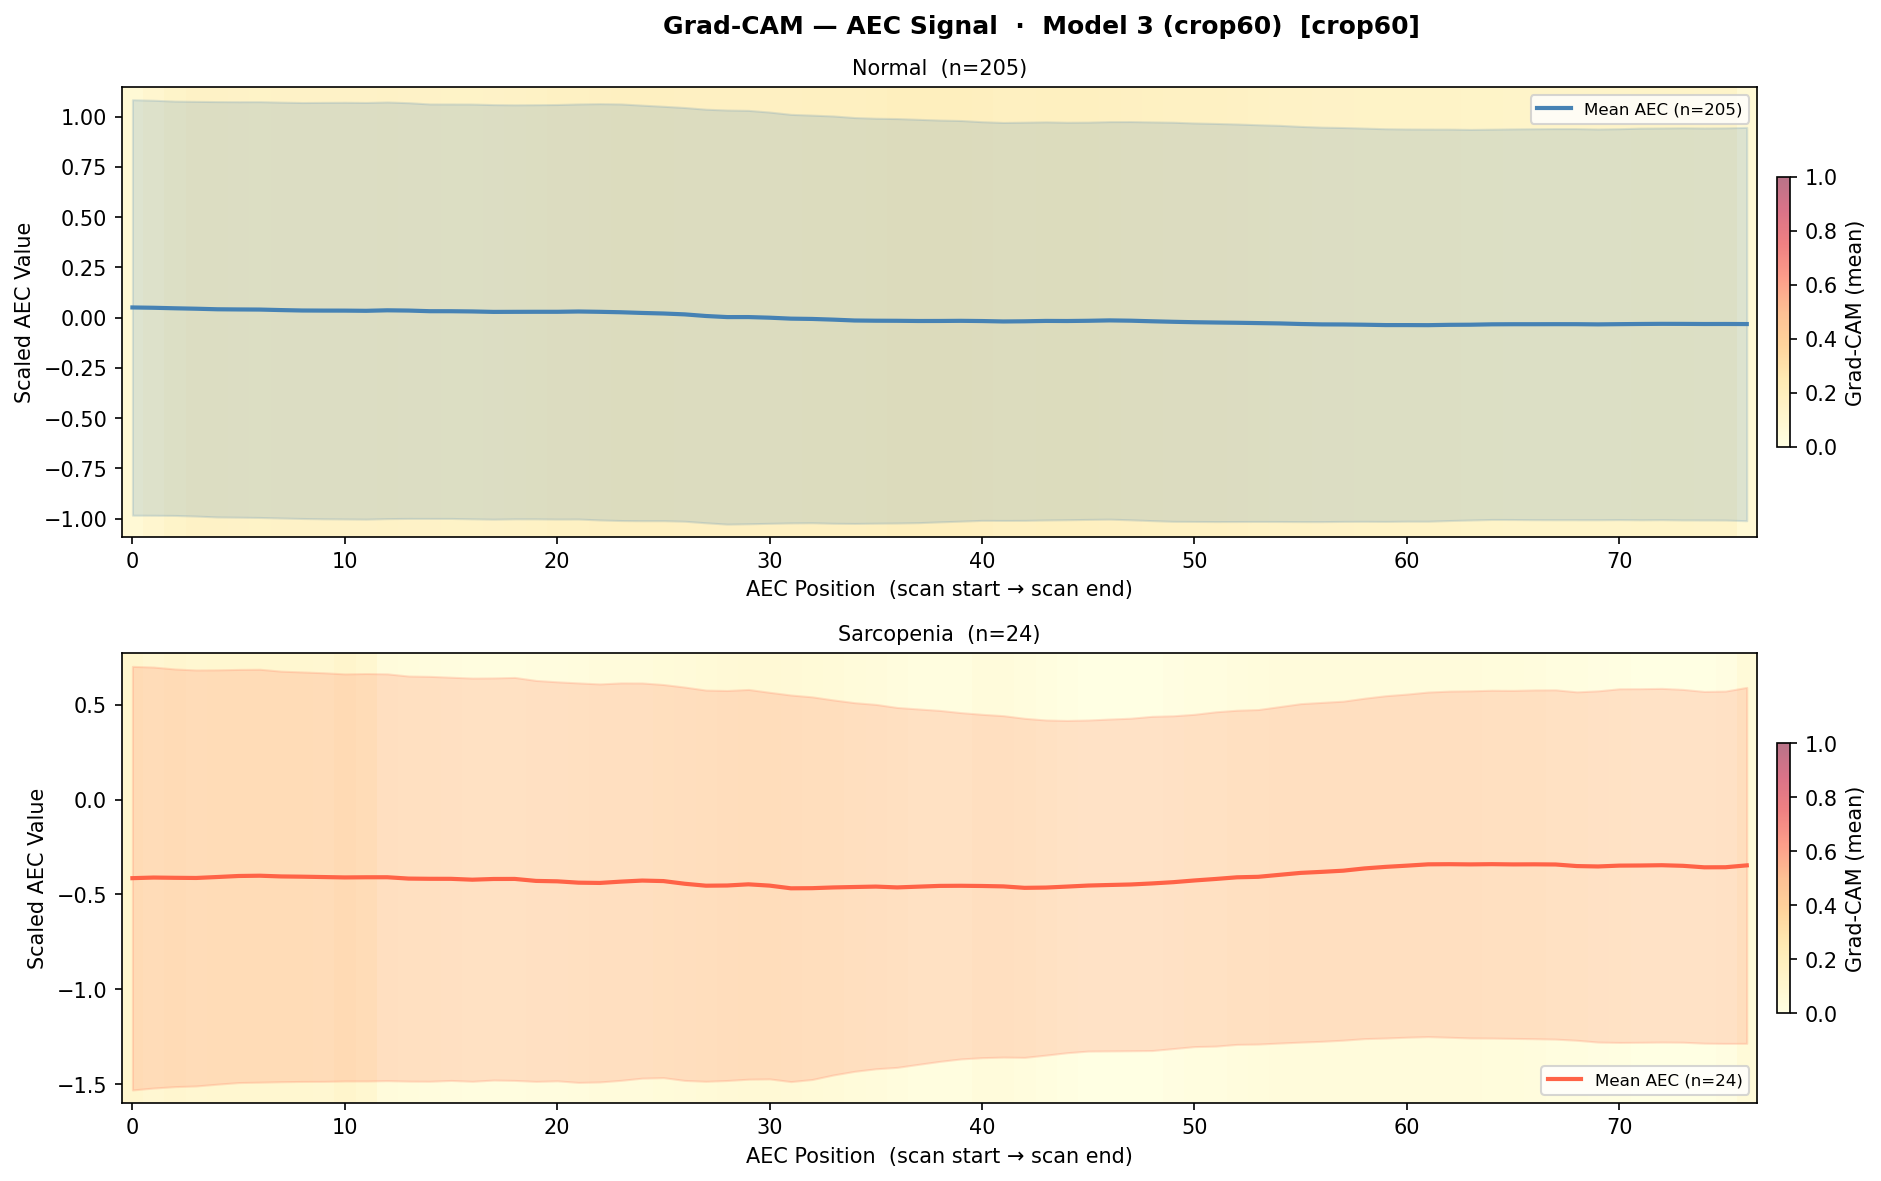 Grad-CAM — AEC Signal · Model 3 (crop60) [crop60]
Normal (n=205)
Mean AEC (n=205)
1.00
0.75
0.50
0.25
0.00
−0.25
−0.50
−0.75
−1.00
Scaled AEC Value
0 10 20 30 40 50 60 70
AEC Position (scan start → scan end)
1.0
0.8
0.6
0.4
0.2
0.0
Grad-CAM (mean)
Sarcopenia (n=24)
0.5
0.0
−0.5
−1.0
−1.5
Scaled AEC Value
Mean AEC (n=24)
0 10 20 30 40 50 60 70
AEC Position (scan start → scan end)
1.0
0.8
0.6
0.4
0.2
0.0
Grad-CAM (mean)